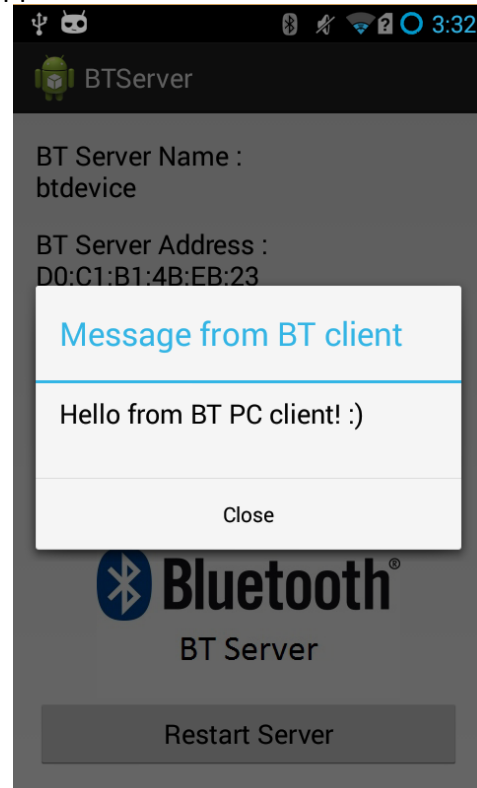 3:32
BTServer
BT Server Name :
btdevice
BT Server Address :
D0:C1:B1:4B:EB:23
Message from BT client
Hello from BT PC client! :)
Close
Bluetooth®
BT Server
Restart Server